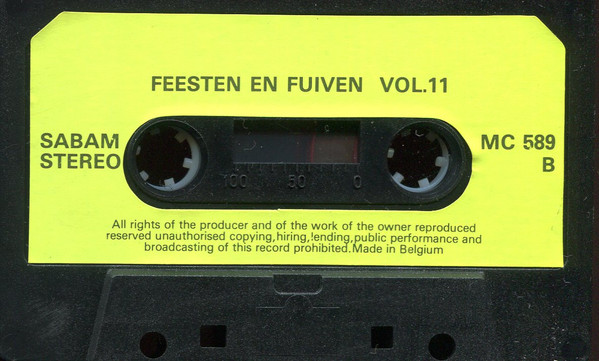 FEESTEN EN FUIVEN VOL.11
SABAM
STEREO
MC 589
B
100 50 0
All rights of the producer and of the work of the owner reproduced
reserved unauthorised copying,hiring,!ending,public performance and
broadcasting of this record prohibited.Made in Belgium